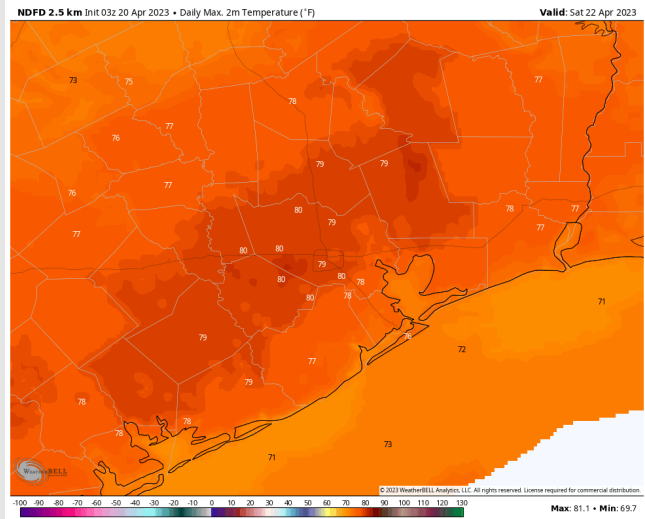 NDFD 2.5 km Init 03z 20 Apr 2023 • Daily Max. 2m Temperature (°F) Valid: Sat 22 Apr 2023
73 75 77
78
76 77
79 79
76 77
80 78 77
77 79 77
80 80
79
80 80 78
80 78
71
76
79 72
77
79
78
78 78
73
71
WeatherBELL
© 2023 WeatherBELL Analytics, LLC. All rights reserved. License required for commercial distribution.
-100 -90 -80 -70 -60 -50 -40 -30 -20 -10 0 10 20 30 40 50 60 70 80 90 100 110 120 130
Max: 81.1 • Min: 69.7